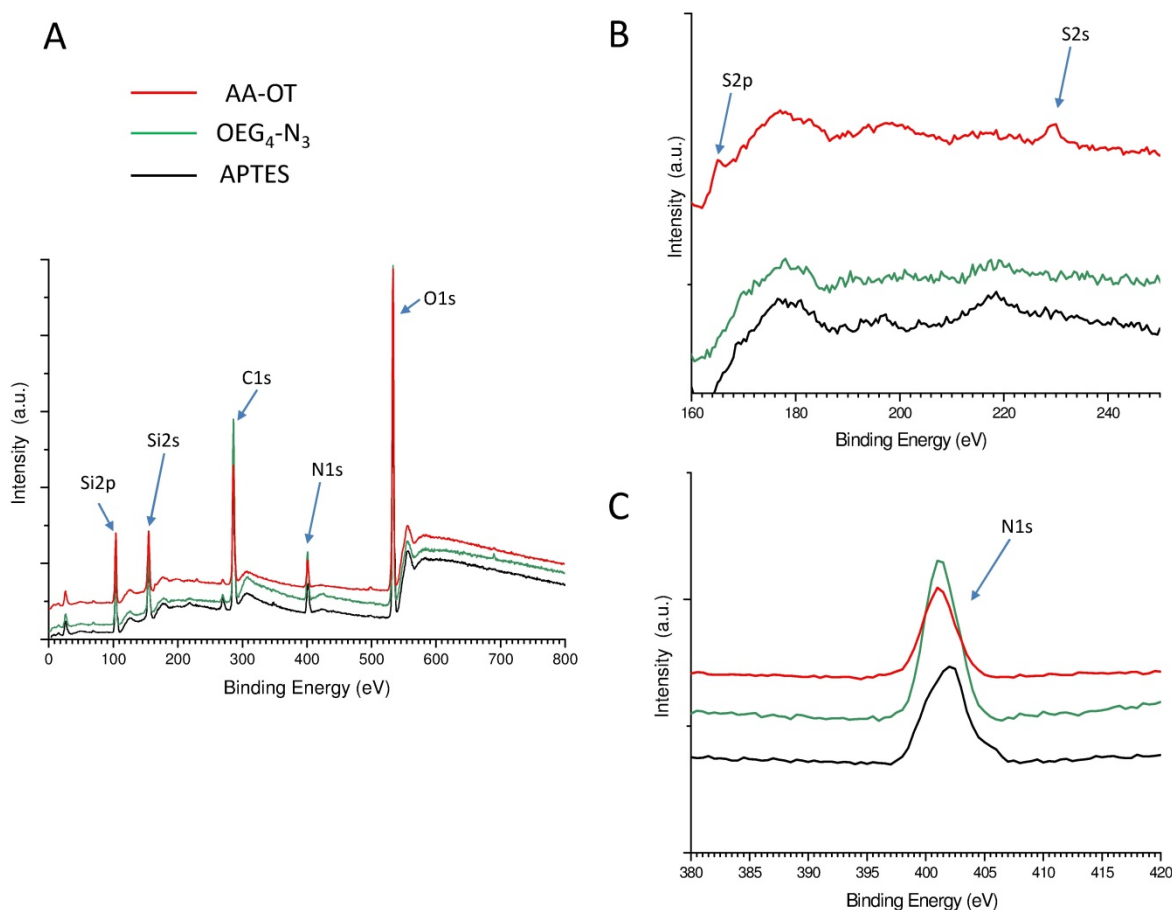 A
AA-OT
OEG₄-N₃
APTES
O1s
C1s
Si2s
N1s
Si2p
Intensity (a.u.)
0 100 200 300 400 500 600 700 800
Binding Energy (eV)
B
S2s
S2p
Intensity (a.u.)
160 180 200 220 240
Binding Energy (eV)
C
N1s
Intensity (a.u.)
380 385 390 395 400 405 410 415 420
Binding Energy (eV)